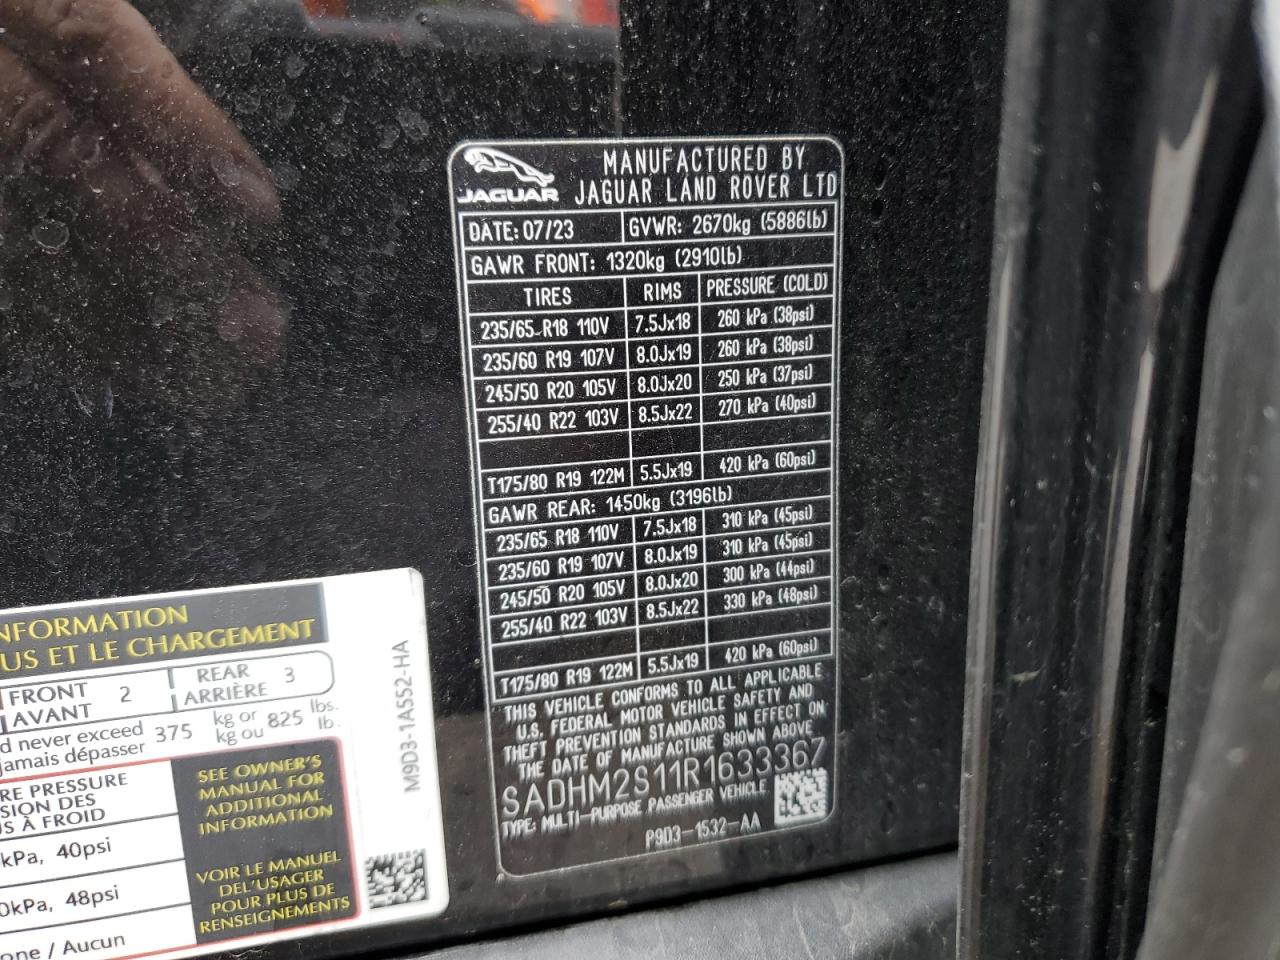 JAGUAR
MANUFACTURED BY
JAGUAR LAND ROVER LTD
DATE: 07/23 GVWR: 2670kg (5886lb)
GAWR FRONT: 1320kg (2910lb)
TIRES RIMS PRESSURE (COLD)
235/65 R18 110V 7.5Jx18 260 kPa (38psi)
235/60 R19 107V 8.0Jx19 260 kPa (38psi)
245/50 R20 105V 8.0Jx20 250 kPa (37psi)
255/40 R22 103V 8.5Jx22 270 kPa (40psi)
T175/80 R19 122M 5.5Jx19 420 kPa (60psi)
GAWR REAR: 1450kg (3196lb)
235/65 R18 110V 7.5Jx18 310 kPa (45psi)
235/60 R19 107V 8.0Jx19 310 kPa (45psi)
245/50 R20 105V 8.0Jx20 300 kPa (44psi)
255/40 R22 103V 8.5Jx22 330 kPa (48psi)
T175/80 R19 122M 5.5Jx19 420 kPa (60psi)
THIS VEHICLE CONFORMS TO ALL APPLICABLE
U.S. FEDERAL MOTOR VEHICLE SAFETY AND
THEFT PREVENTION STANDARDS IN EFFECT ON
THE DATE OF MANUFACTURE SHOWN ABOVE
SADHM2S11R1633367
TYPE: MULTI-PURPOSE PASSENGER VEHICLE
P9D3-1532-AA
NFORMATION
US ET LE CHARGEMENT
FRONT 2 REAR 3
AVANT ARRIÈRE
d never exceed 375 kg or 825 lbs.
jamais dépasser kg ou lb.
RE PRESSURE
SION DES
S À FROID
kPa, 40psi
0kPa, 48psi
one / Aucun
SEE OWNER'S
MANUAL FOR
ADDITIONAL
INFORMATION
VOIR LE MANUEL
DEL'USAGER
POUR PLUS DE
RENSEIGNEMENTS
M9D3-1A552-HA